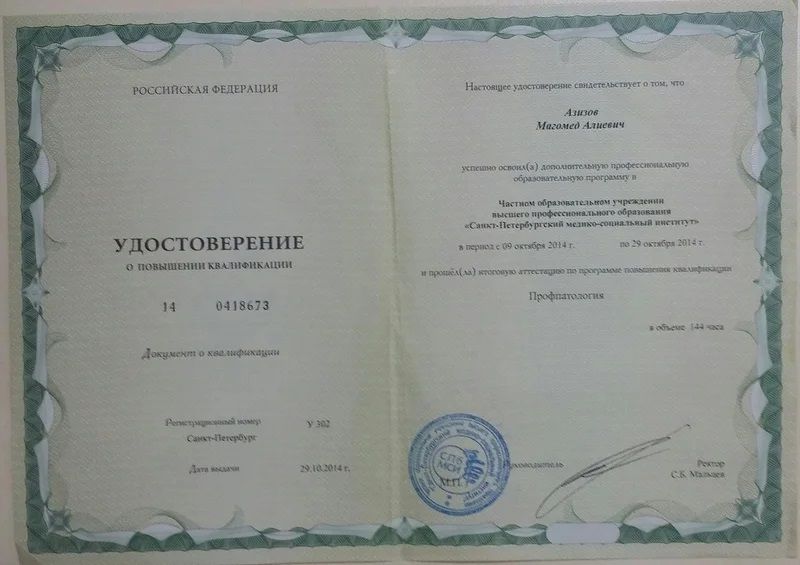 РОССИЙСКАЯ ФЕДЕРАЦИЯ
УДОСТОВЕРЕНИЕ
О ПОВЫШЕНИИ КВАЛИФИКАЦИИ
14 0418673
Документ о квалификации
Регистрационный номер У 302
Санкт-Петербург
Дата выдачи 29.10.2014 г.
Настоящее удостоверение свидетельствует о том, что
Азизов
Магомед Алиевич
успешно освоил(а) дополнительную профессиональную
образовательную программу в
Частном образовательном учреждении
высшего профессионального образования
«Санкт-Петербургский медико-социальный институт»
в период с 09 октября 2014 г. по 29 октября 2014 г.
и прошёл(ла) итоговую аттестацию по программе повышения квалификации
Профпатология
в объеме 144 часа
СПб
МСИ
М.П.
Руководитель
Ректор
С.Б. Мальцев